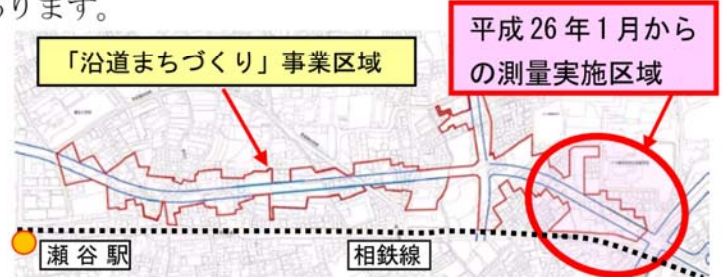 ります。
「沿道まちづくり」事業区域
平成26年1月から
の測量実施区域
瀬谷駅
相鉄線